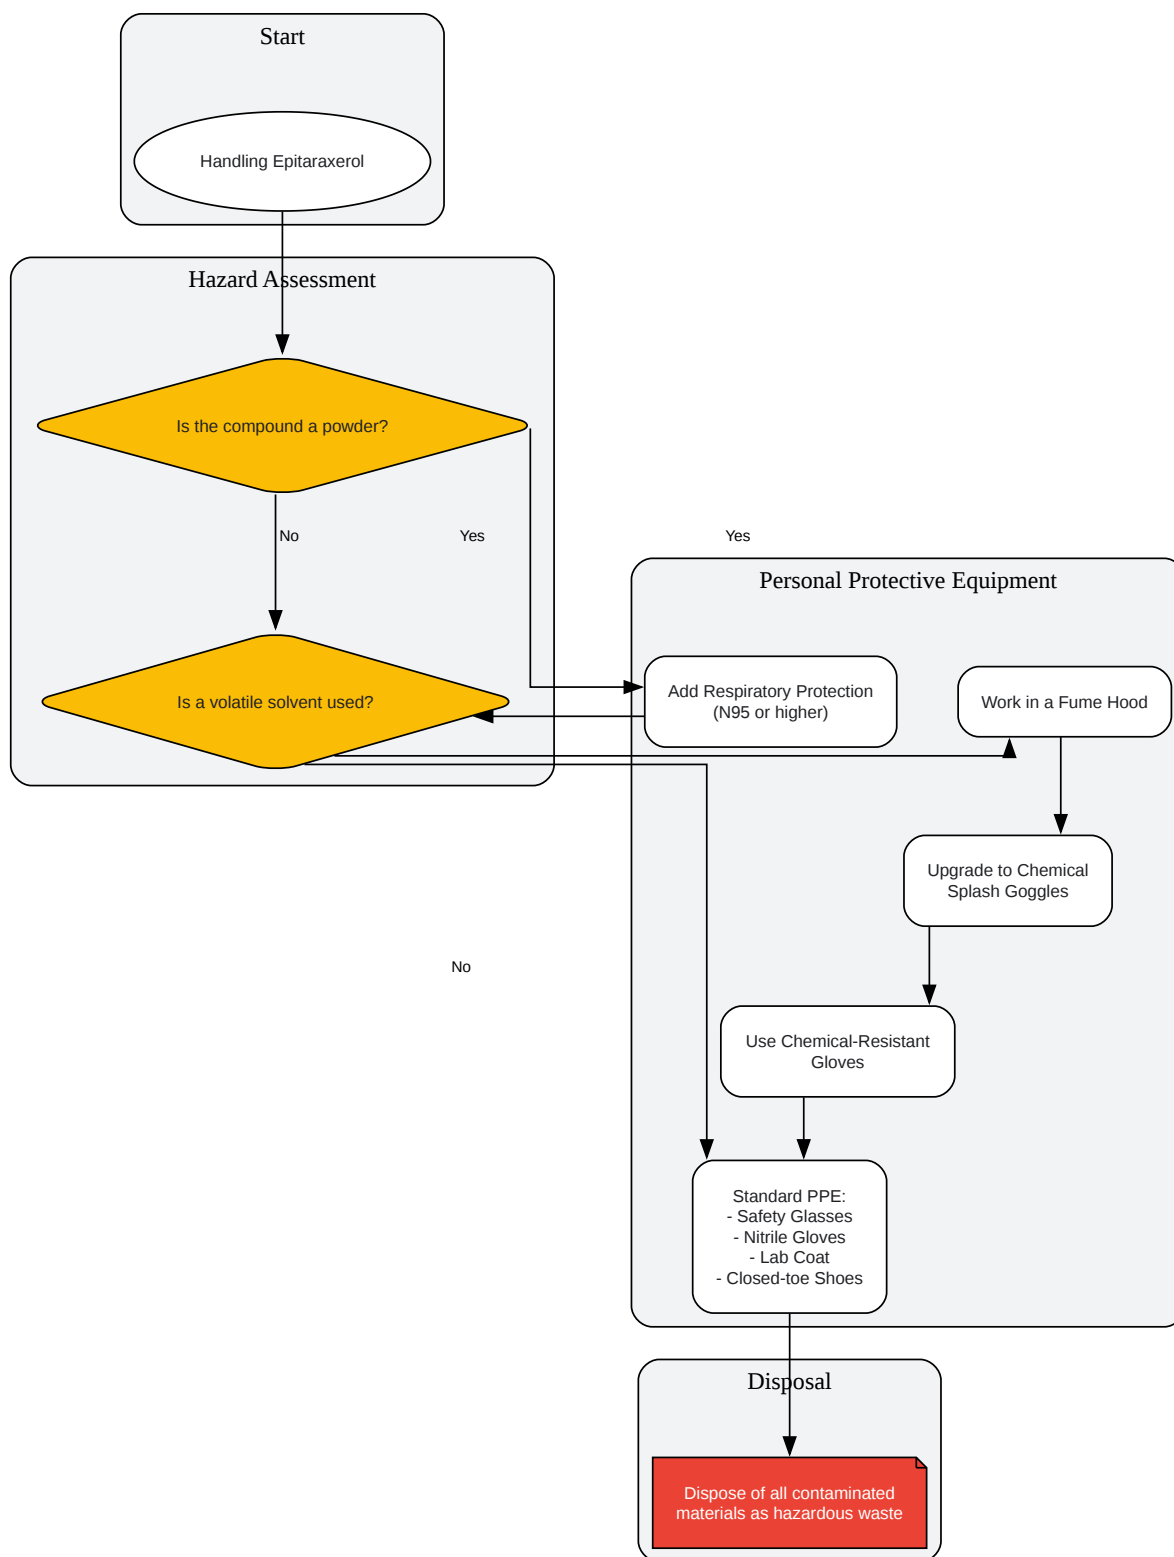 Start
Handling Epitaraxerol
Hazard Assessment
Is the compound a powder?
No
Yes
Yes
Personal Protective Equipment
Is a volatile solvent used?
Add Respiratory Protection
(N95 or higher)
Work in a Fume Hood
Upgrade to Chemical
Splash Goggles
No
Use Chemical-Resistant
Gloves
Standard PPE:
- Safety Glasses
- Nitrile Gloves
- Lab Coat
- Closed-toe Shoes
Disposal
Dispose of all contaminated
materials as hazardous waste